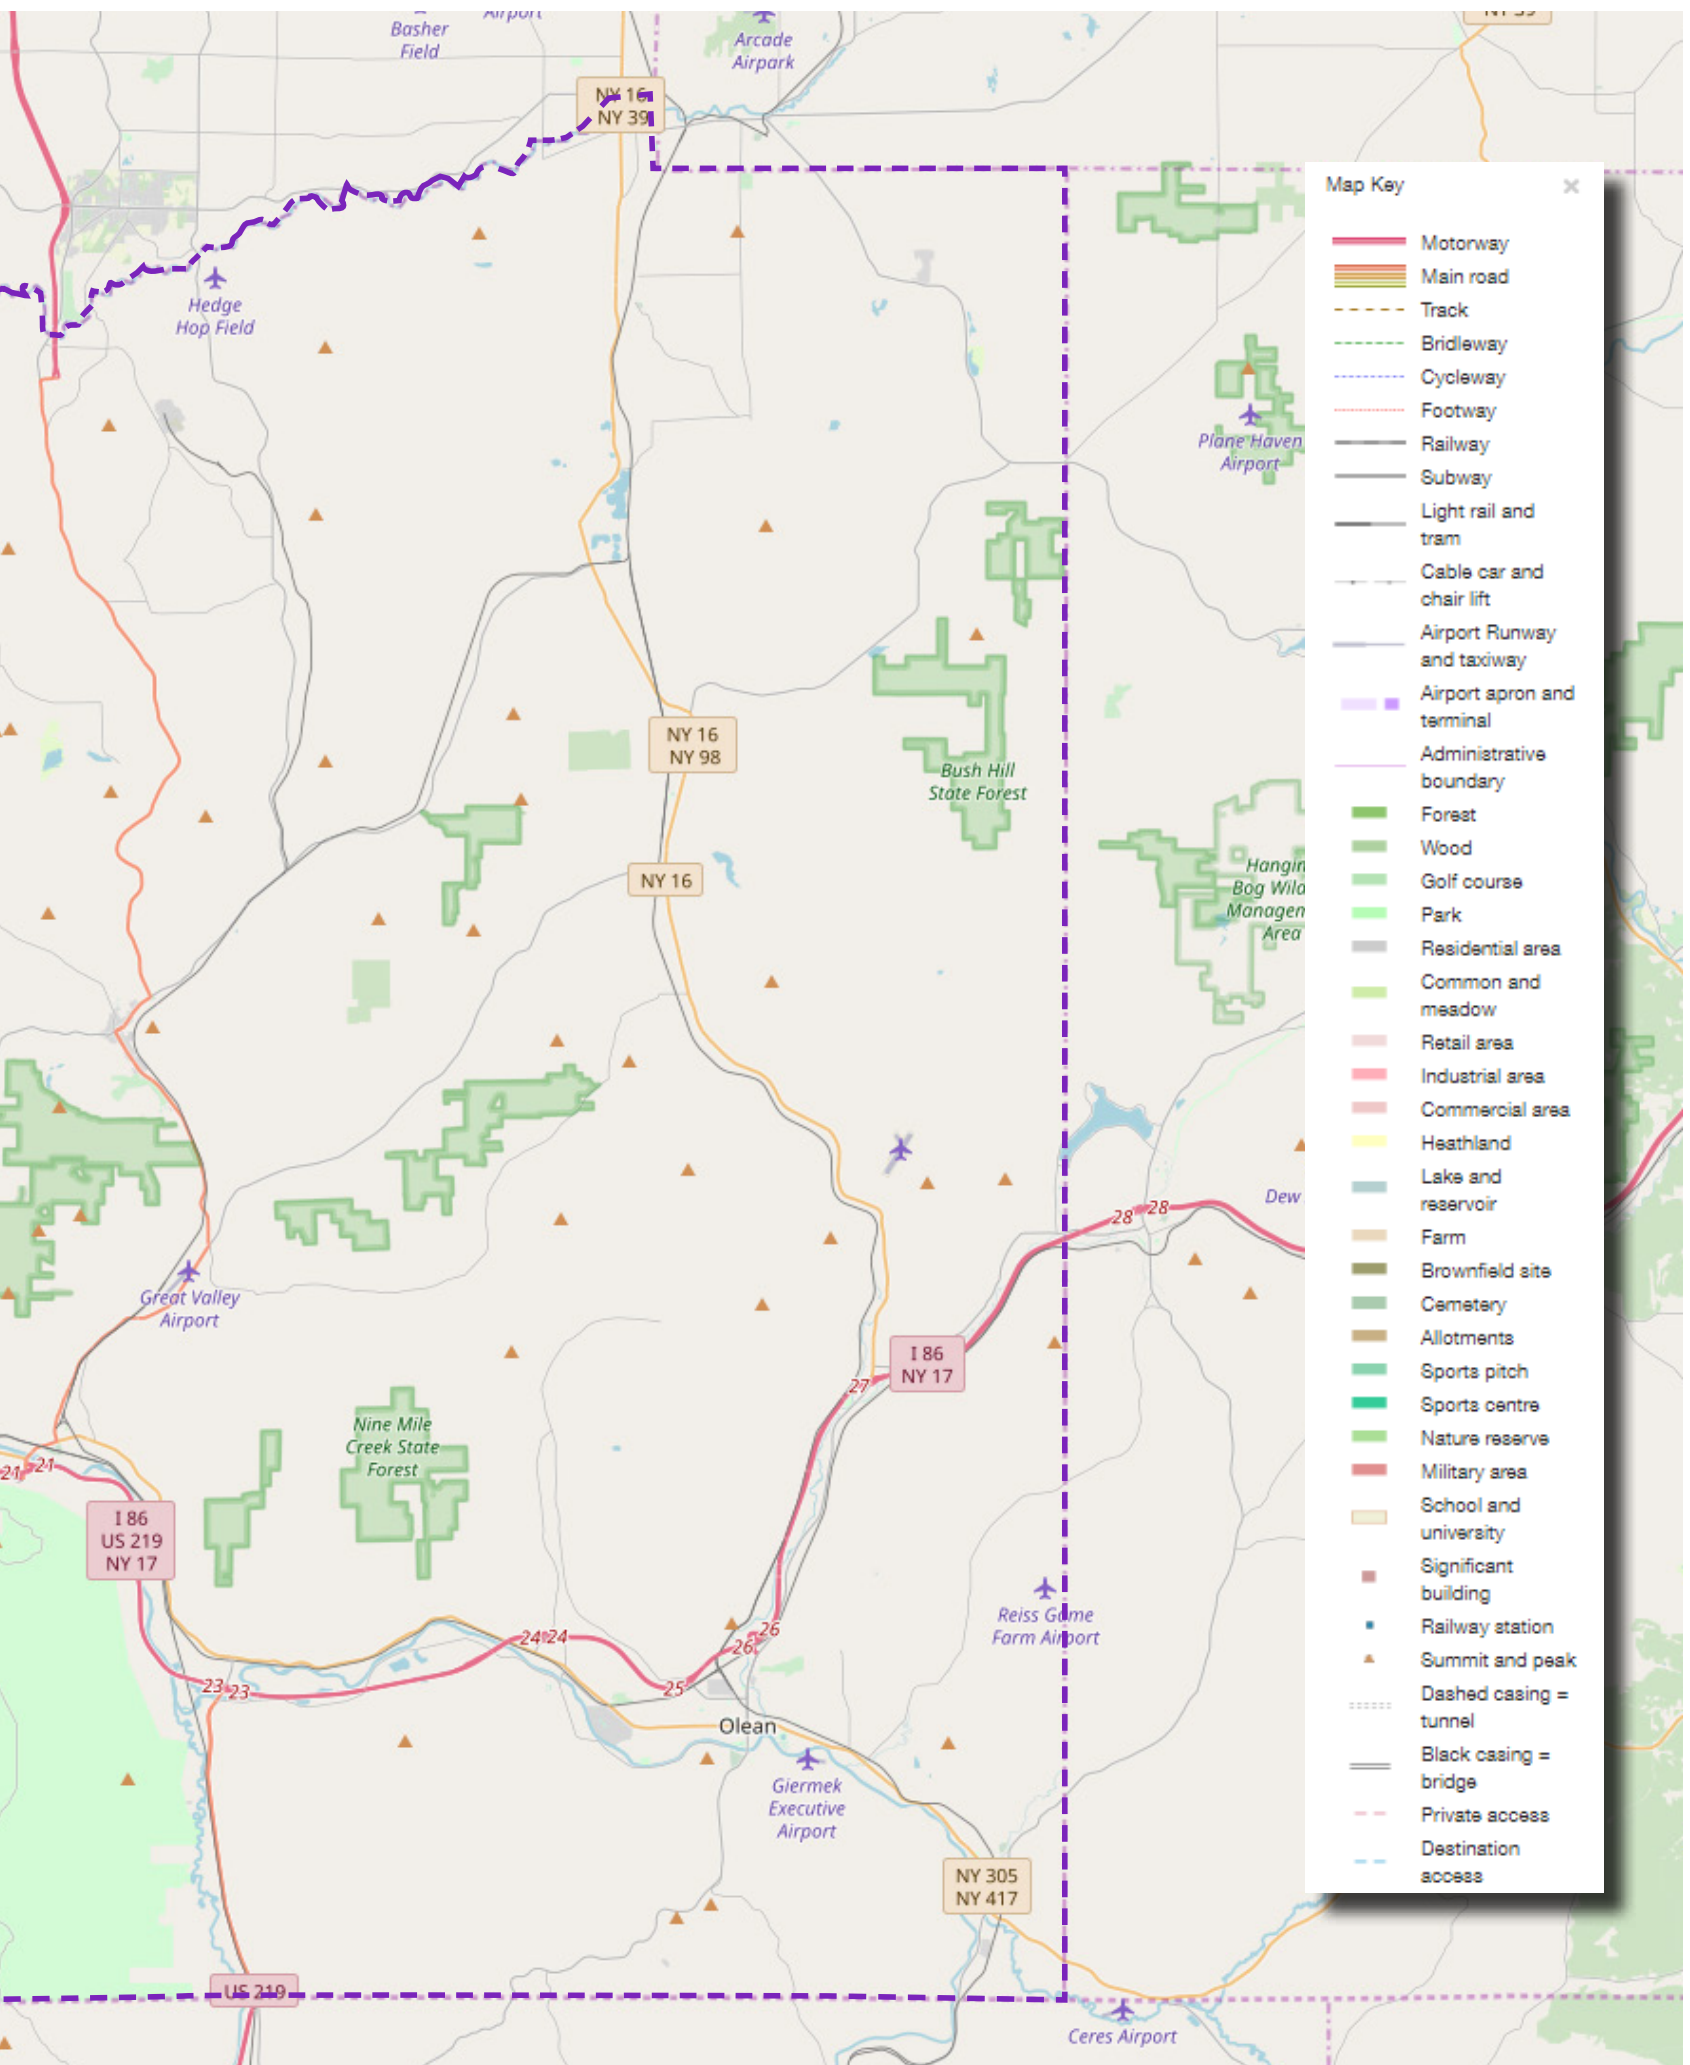 Airport
NY 39
Basher
Field
Arcade
Airpark
NY 16
NY 39
Map Key
Hedge
Hop Field
Motorway
Main road
Track
Bridleway
Cycleway
Footway
Plane Haven
Airport
Railway
Subway
Light rail and
tram
Cable car and
chair lift
Airport Runway
and taxiway
Airport apron and
terminal
Administrative
boundary
NY 16
NY 98
Bush Hill
State Forest
Forest
Wood
Golf course
Park
Residential area
Common and
meadow
NY 16
Hangin
Bog Wild
Managen
Area
Retail area
Industrial area
Commercial area
Heathland
Lake and
reservoir
Dew
28 28
Farm
Brownfield site
Cemetery
Allotments
Great Valley
Airport
I 86
NY 17
27
Sports pitch
Sports centre
Nature reserve
Military area
School and
university
Nine Mile
Creek State
Forest
21 21
I 86
US 219
NY 17
Significant
building
Railway station
Summit and peak
Reiss Game
Farm Airport
24 24
26
26
25
23 23
Olean
Dashed casing =
tunnel
Black casing =
bridge
Private access
Destination
access
Giermek
Executive
Airport
NY 305
NY 417
US 219
Ceres Airport